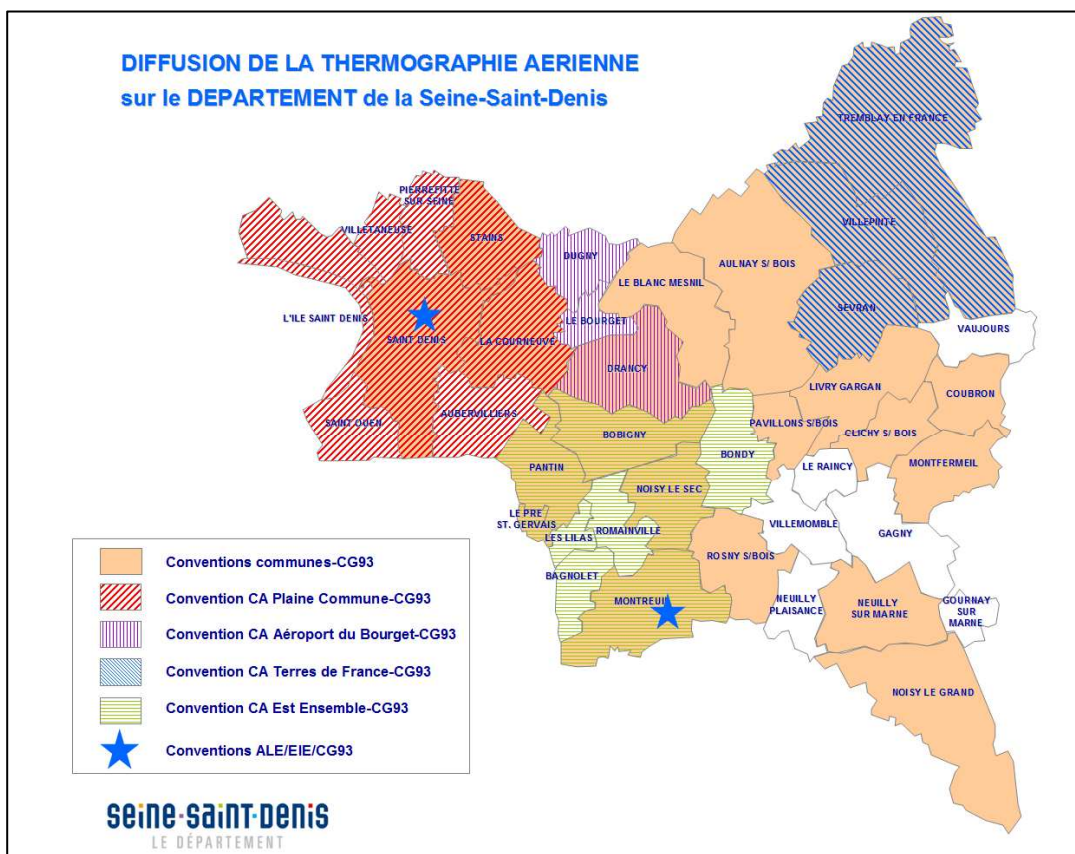 DIFFUSION DE LA THERMOGRAPHIE AERIENNE
sur le DEPARTEMENT de la Seine-Saint-Denis
TREMBLAY EN FRANCE
PIERREFITTE
SUR SEINE
VILLETANEUSE
STAINS
VILLEPINTE
DUGNY
AULNAY S/ BOIS
LE BLANC MESNIL
SEVRAN
L'ILE SAINT DENIS
LE BOURGET
VAUJOURS
SAINT DENIS
LA COURNEUVE
DRANCY
LIVRY GARGAN
COUBRON
SAINT OUEN
AUBERVILLIERS
PAVILLONS S/BOIS
BOBIGNY
CLICHY S/ BOIS
BONDY
PANTIN
LE RAINCY
MONTFERMEIL
NOISY LE SEC
LE PRE
ST. GERVAIS
ROMAINVILLE
VILLEMOMBLE
GAGNY
LES LILAS
ROSNY S/BOIS
BAGNOLET
MONTREUIL
NEUILLY
PLAISANCE
NEUILLY
SUR MARNE
GOURNAY
SUR
MARNE
NOISY LE GRAND
Conventions communes-CG93
Convention CA Plaine Commune-CG93
Convention CA Aéroport du Bourget-CG93
Convention CA Terres de France-CG93
Convention CA Est Ensemble-CG93
Conventions ALE/EIE/CG93
seine-saint-denis
LE DÉPARTEMENT